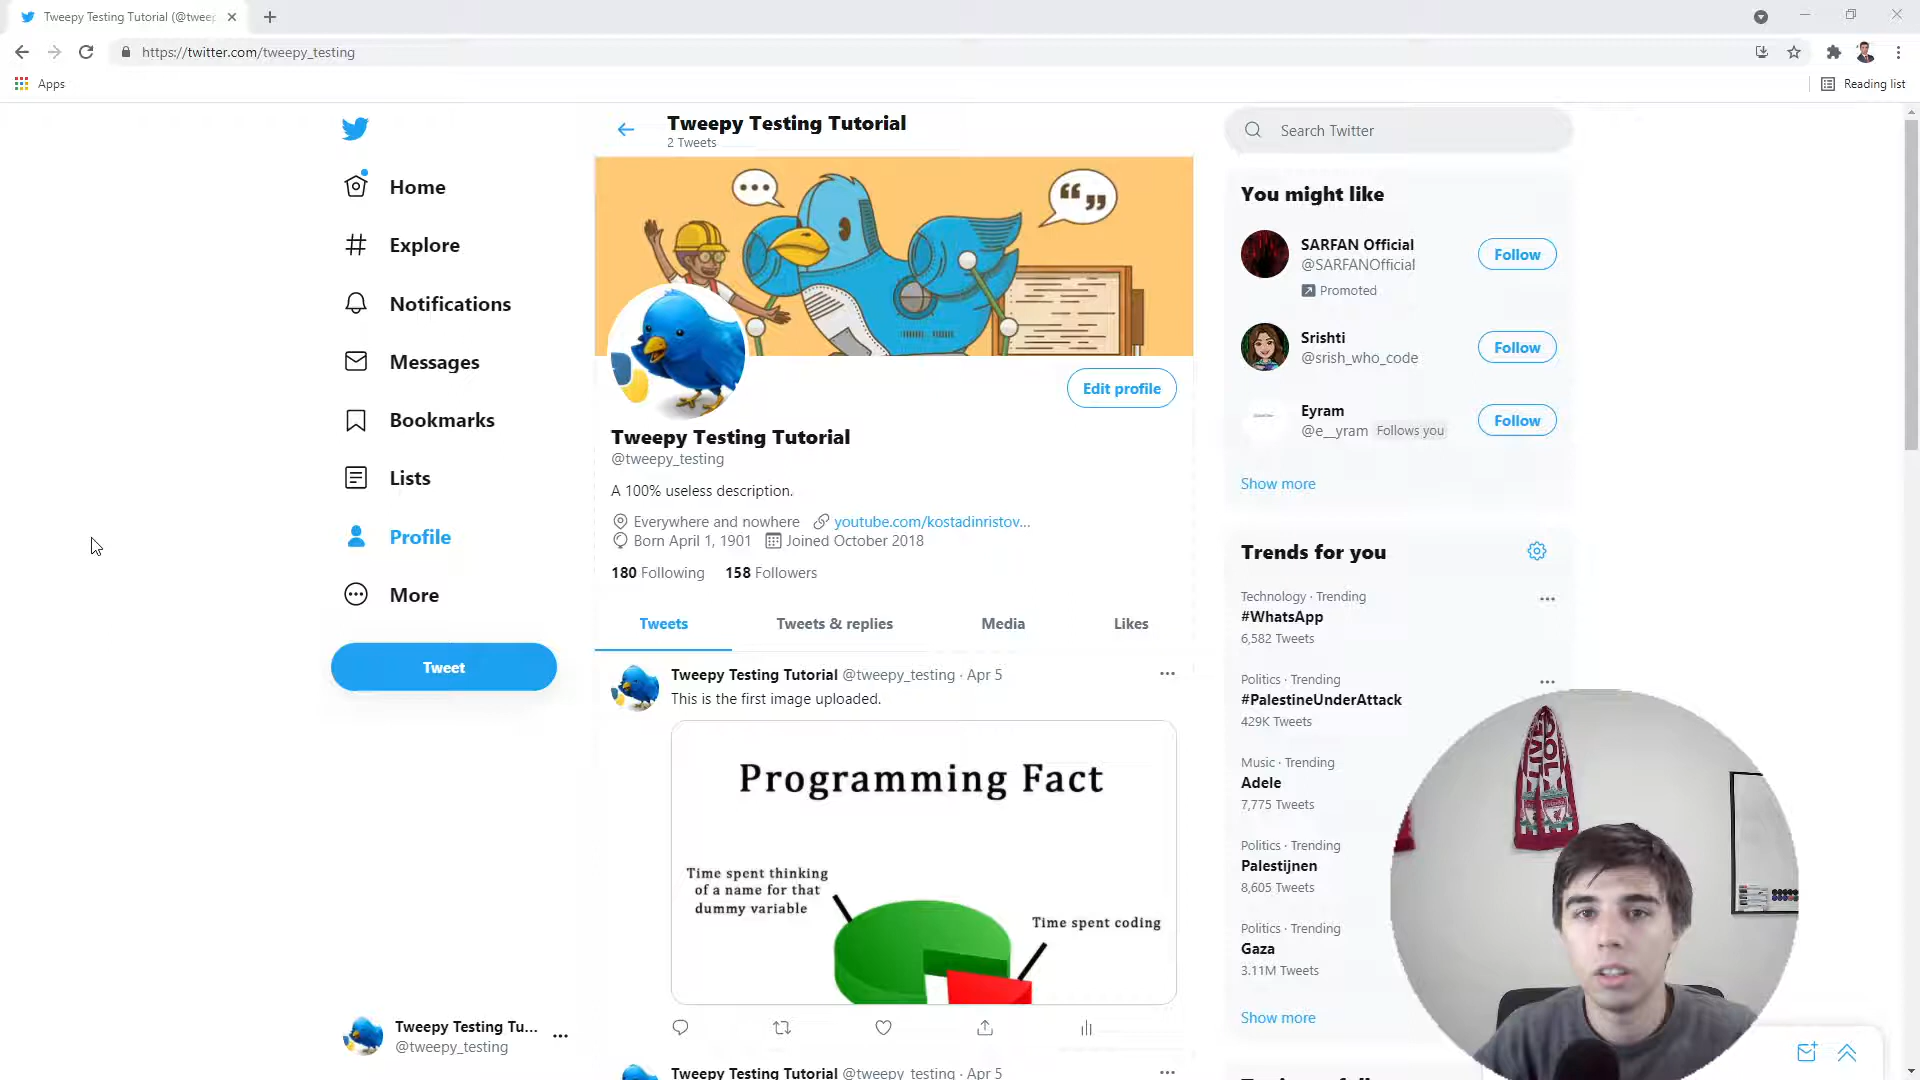 Tweepy Testing Tutorial (@tweep
https://twitter.com/tweepy_testing
Apps
Reading list
Home
Explore
Notifications
Messages
Bookmarks
Lists
Profile
More
Tweet
Tweepy Testing Tu...
@tweepy_testing
Tweepy Testing Tutorial
2 Tweets
Edit profile
Tweepy Testing Tutorial
@tweepy_testing
A 100% useless description.
Everywhere and nowhere youtube.com/kostadinristov...
Born April 1, 1901 Joined October 2018
180 Following 158 Followers
Tweets Tweets & replies Media Likes
Tweepy Testing Tutorial @tweepy_testing · Apr 5
This is the first image uploaded.
Programming Fact
Time spent thinking
of a name for that
dummy variable
Time spent coding
Tweepy Testing Tutorial @tweepy_testing · Apr 5
Search Twitter
You might like
SARFAN Official
@SARFANOfficial
Follow
Promoted
Srishti
@srish_who_code
Follow
Eyram
@e__yram Follows you
Follow
Show more
Trends for you
Technology · Trending
#WhatsApp
6,582 Tweets
Politics · Trending
#PalestineUnderAttack
429K Tweets
Music · Trending
Adele
7,775 Tweets
Politics · Trending
Palestijnen
8,605 Tweets
Politics · Trending
Gaza
3.11M Tweets
Show more